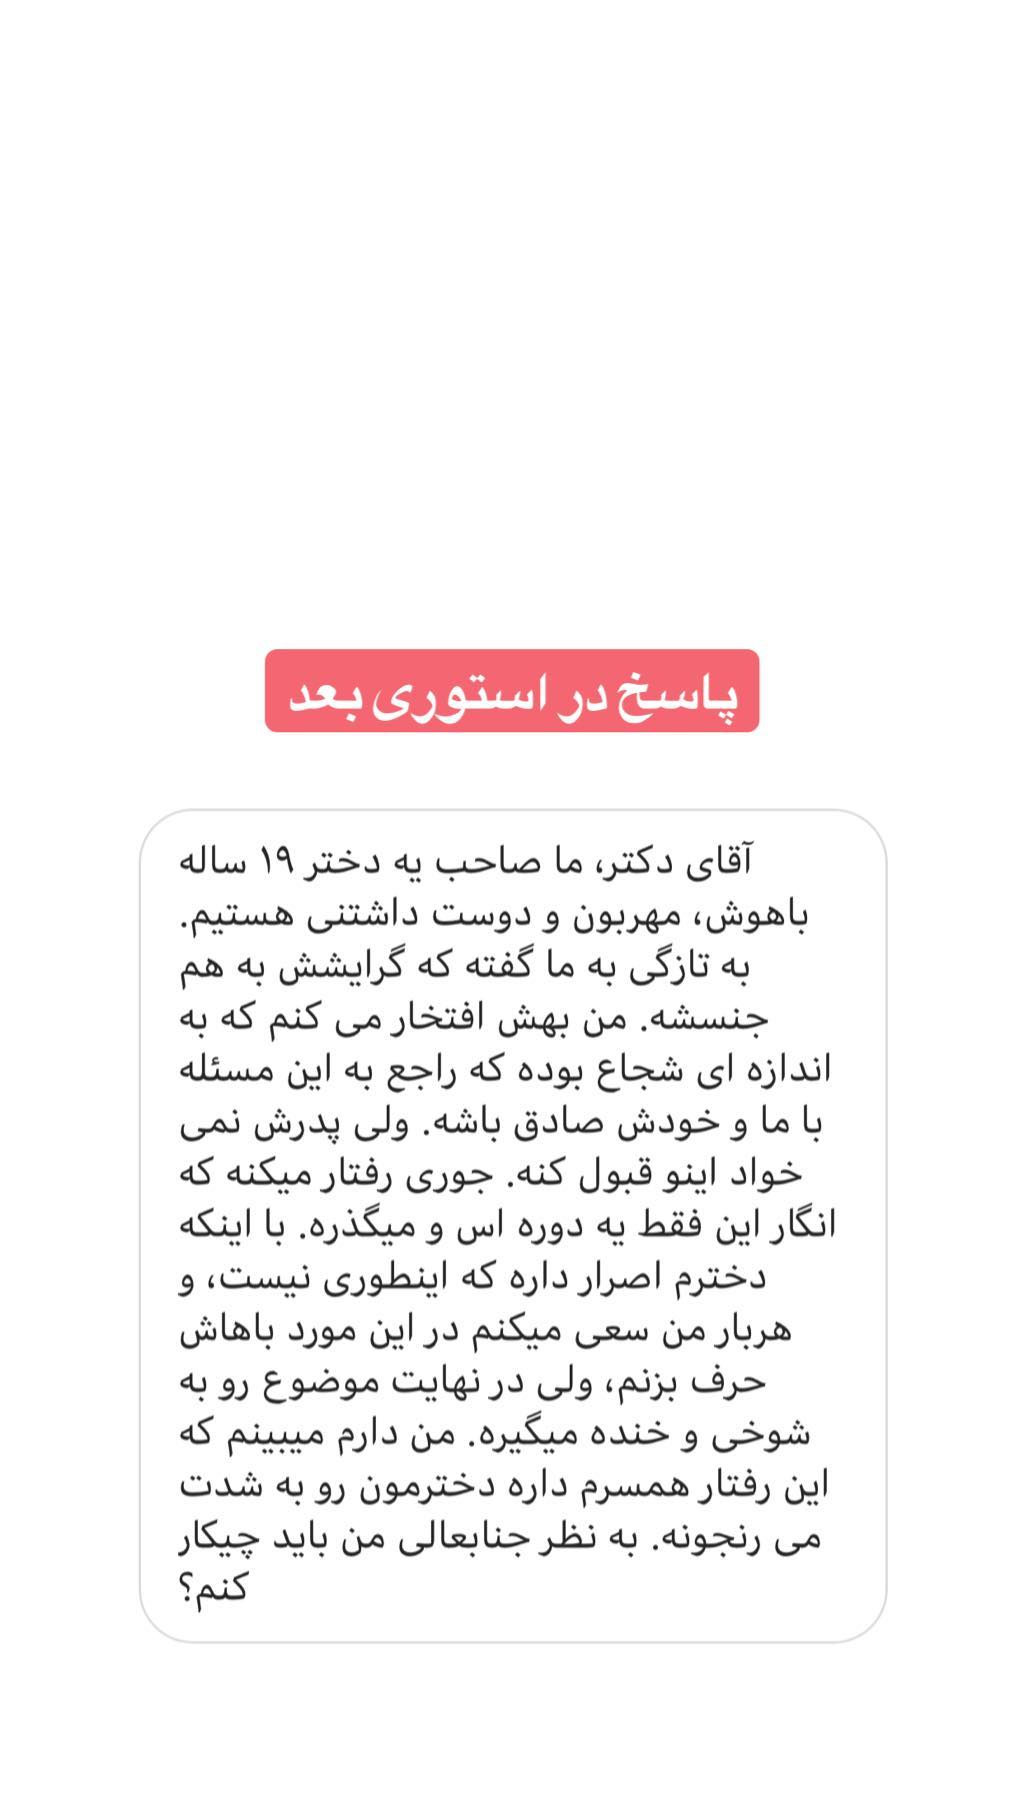 پاسخ در استوری بعد
آقای دکتر، ما صاحب یه دختر ۱۹ ساله
باهوش، مهربون و دوست داشتنی هستیم.
به تازگی به ما گفته که گرایشش به هم
جنسشه. من بهش افتخار می کنم که به
اندازه ای شجاع بوده که راجع به این مسئله
با ما و خودش صادق باشه. ولی پدرش نمی
خواد اینو قبول کنه. جوری رفتار میکنه که
انگار این فقط یه دوره اس و میگذره. با اینکه
دخترم اصرار داره که اینطوری نیست، و
هربار من سعی میکنم در این مورد باهاش
حرف بزنم، ولی در نهایت موضوع رو به
شوخی و خنده میگیره. من دارم میبینم که
این رفتار همسرم داره دخترمون رو به شدت
می رنجونه. به نظر جنابعالی من باید چیکار
کنم؟